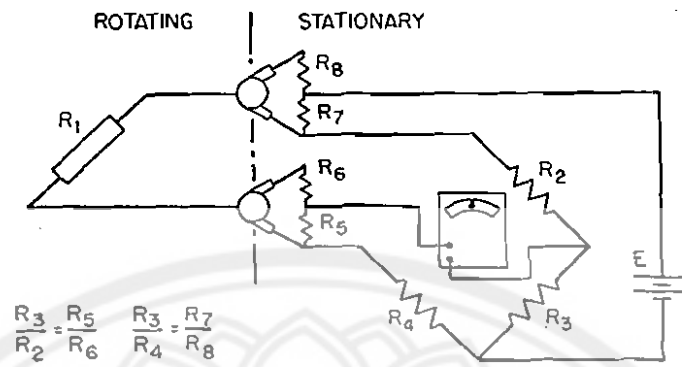 ROTATING STATIONARY
R8
R7
R1
R6
R2
R5
E
R4
R3
R3/R2 = R5/R6 R3/R4 = R7/R8